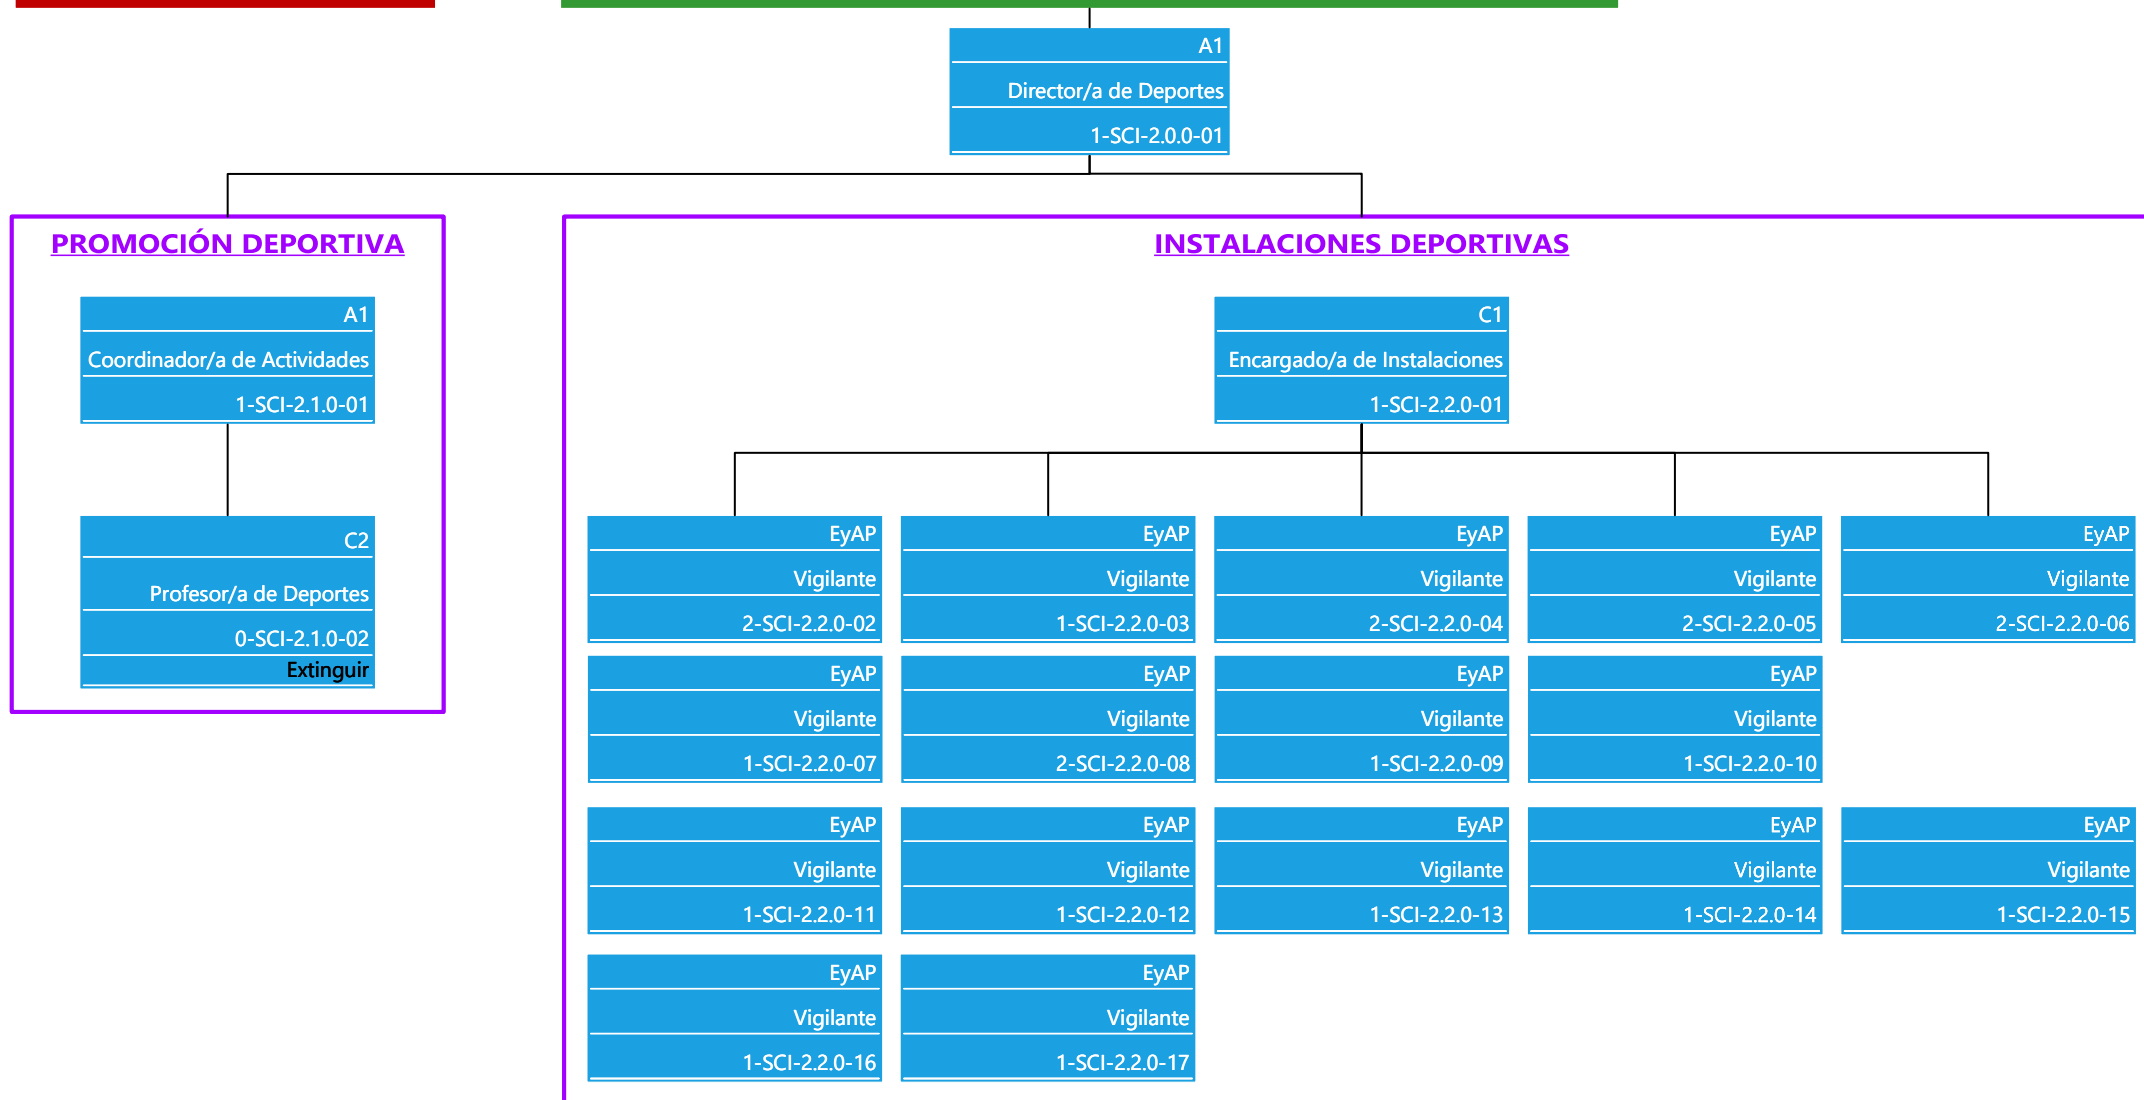 A1
Director/a de Deportes
1-SCI-2.0.0-01
PROMOCIÓN DEPORTIVA
A1
Coordinador/a de Actividades
1-SCI-2.1.0-01
C2
Profesor/a de Deportes
0-SCI-2.1.0-02
Extinguir
INSTALACIONES DEPORTIVAS
C1
Encargado/a de Instalaciones
1-SCI-2.2.0-01
EyAP
Vigilante
2-SCI-2.2.0-02
EyAP
Vigilante
1-SCI-2.2.0-03
EyAP
Vigilante
2-SCI-2.2.0-04
EyAP
Vigilante
2-SCI-2.2.0-05
EyAP
Vigilante
2-SCI-2.2.0-06
EyAP
Vigilante
1-SCI-2.2.0-07
EyAP
Vigilante
2-SCI-2.2.0-08
EyAP
Vigilante
1-SCI-2.2.0-09
EyAP
Vigilante
1-SCI-2.2.0-10
EyAP
Vigilante
1-SCI-2.2.0-11
EyAP
Vigilante
1-SCI-2.2.0-12
EyAP
Vigilante
1-SCI-2.2.0-13
EyAP
Vigilante
1-SCI-2.2.0-14
EyAP
Vigilante
1-SCI-2.2.0-15
EyAP
Vigilante
1-SCI-2.2.0-16
EyAP
Vigilante
1-SCI-2.2.0-17